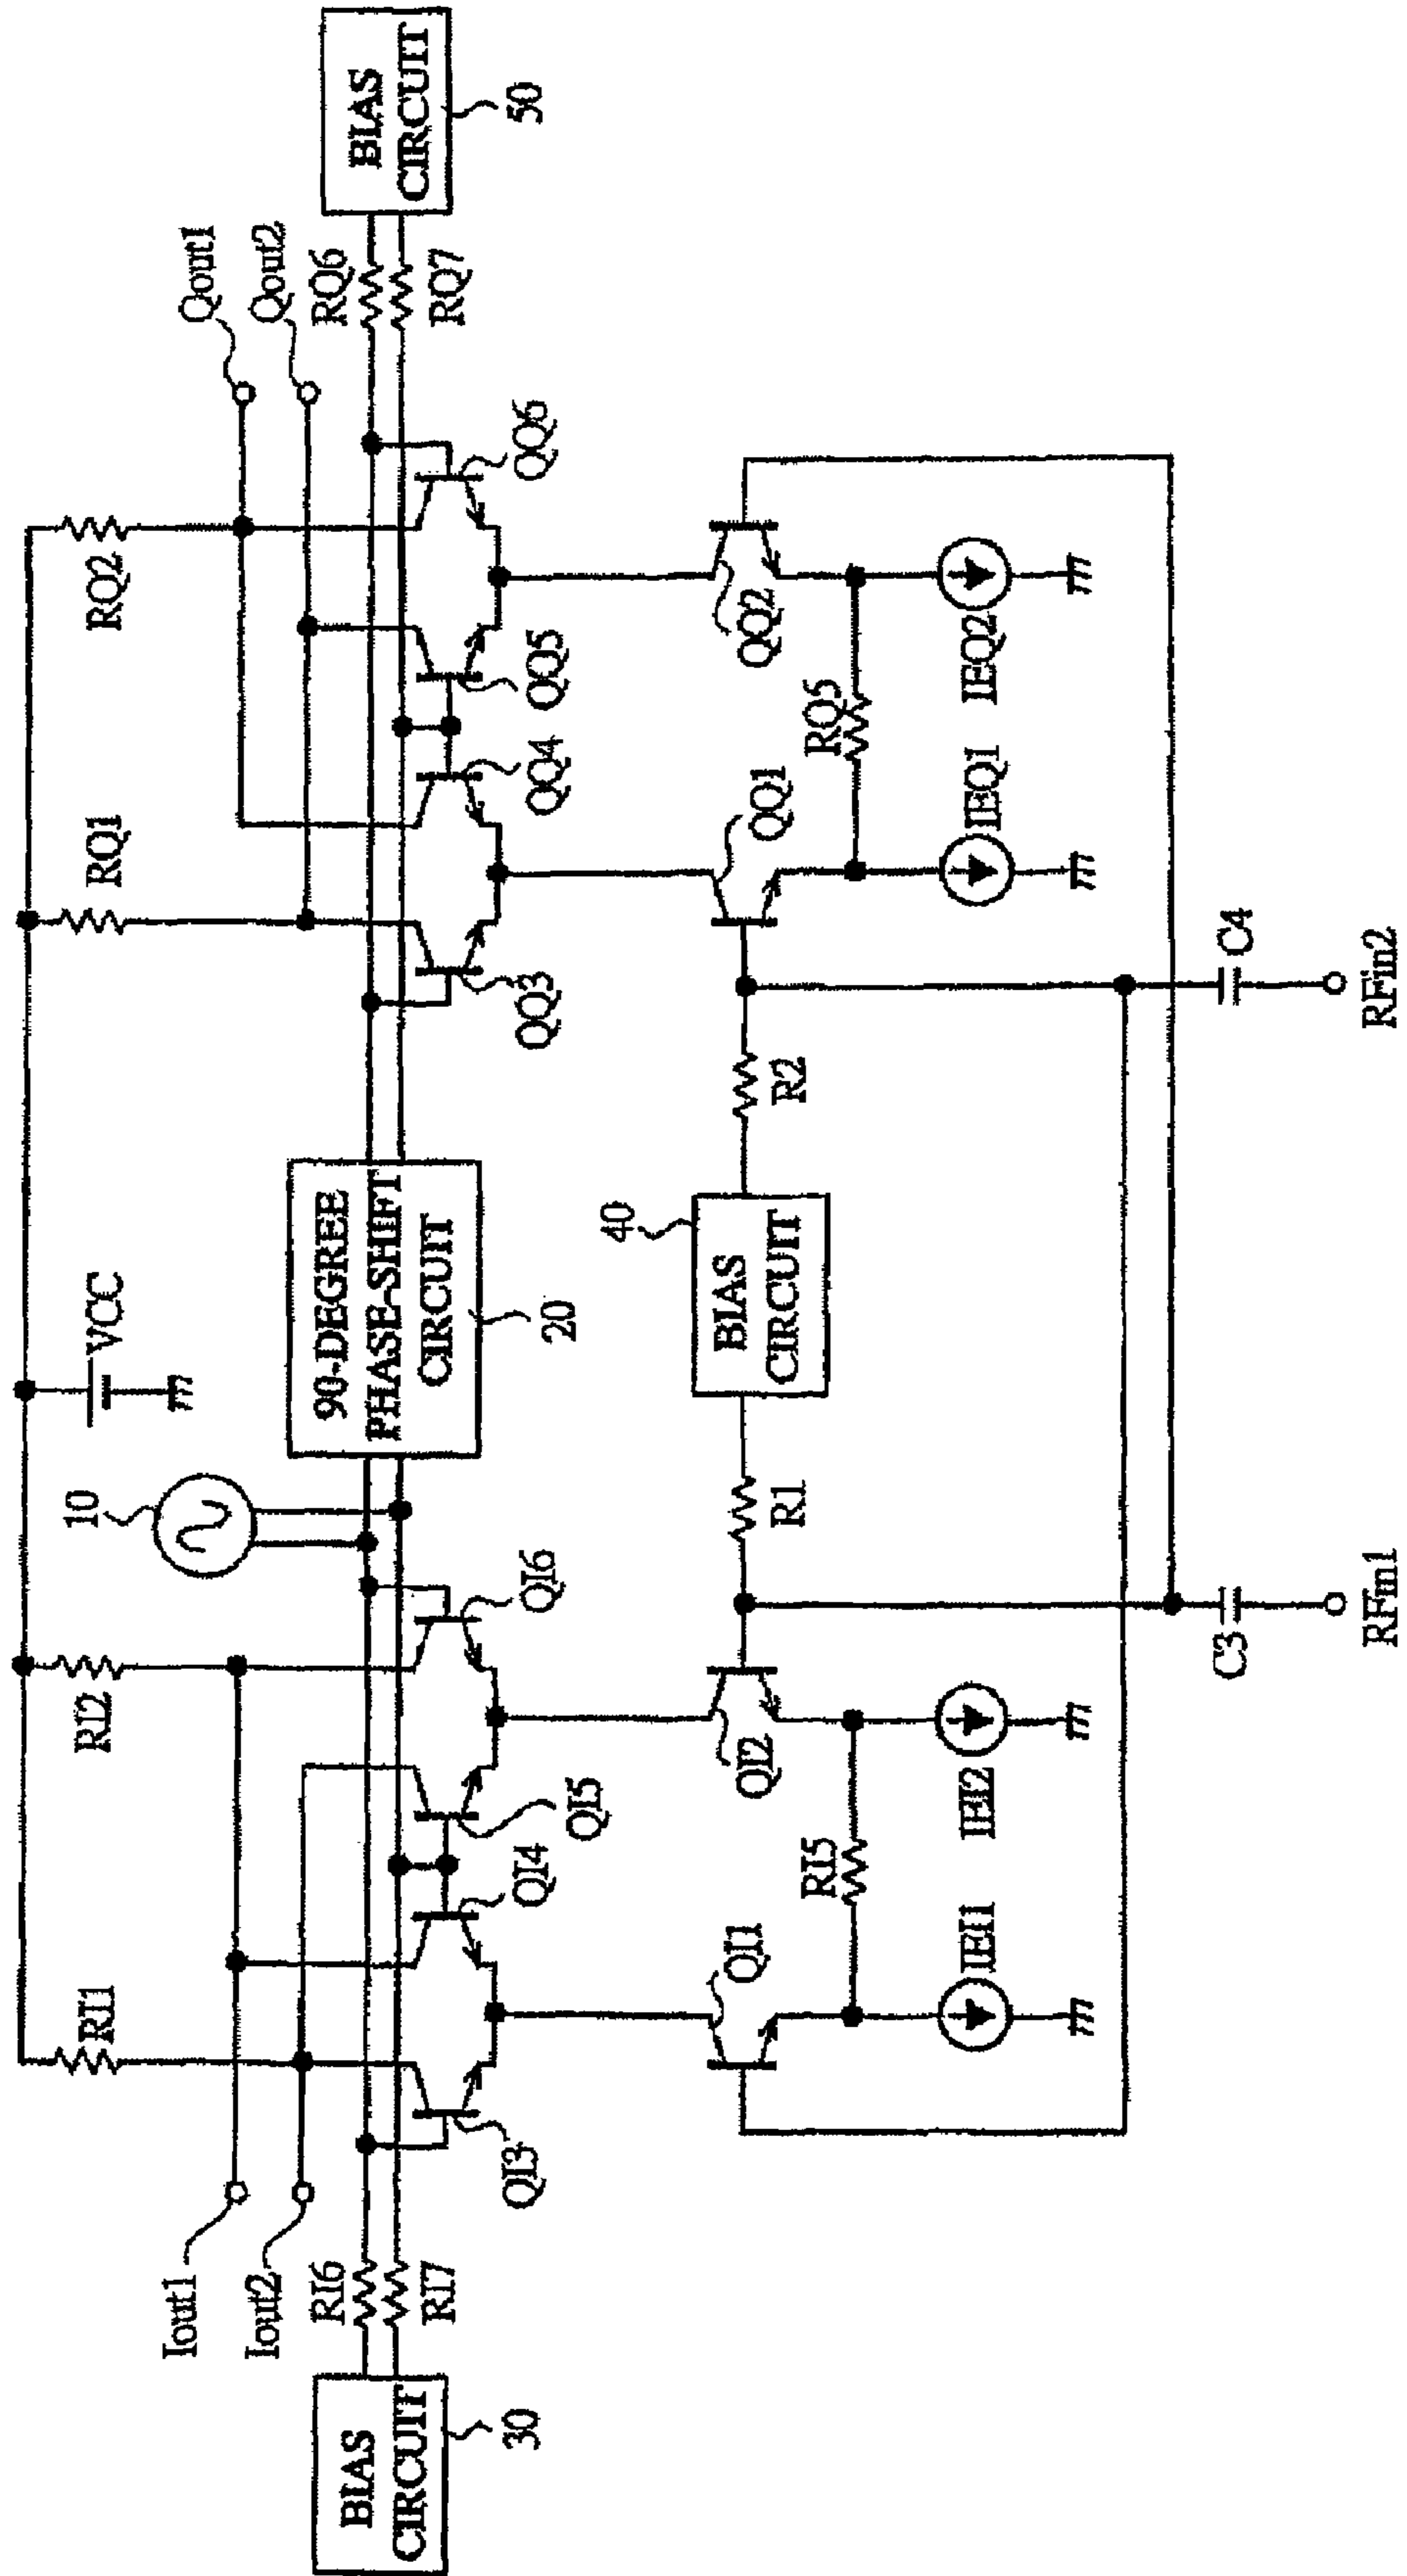 VCC
10
RI1
RI2
RQ1
RQ2
Iout1
Iout2
Qout1
Qout2
BIAS
CIRCUIT
30
RI6
RI7
90-DEGREE
PHASE-SHIFT
CIRCUIT
20
RQ6
RQ7
BIAS
CIRCUIT
50
QI3
QI4
QI5
QI6
QQ3
QQ4
QQ5
QQ6
QI1
QI2
R1
BIAS
CIRCUIT
40
R2
QQ1
QQ2
RI5
RQ5
IEI1
IEI2
IEQ1
IEQ2
C3
C4
RFin1
RFin2